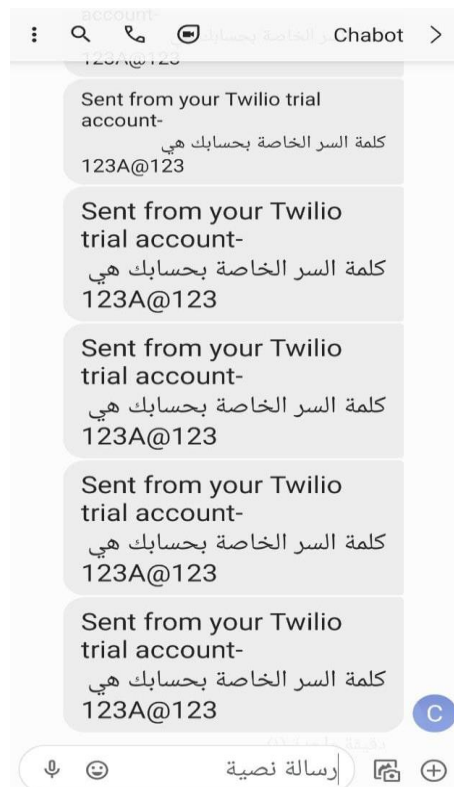 account-
Chabot
123A@123
Sent from your Twilio trial
account-
كلمة السر الخاصة بحسابك هي
123A@123
Sent from your Twilio
trial account-
كلمة السر الخاصة بحسابك هي
123A@123
Sent from your Twilio
trial account-
كلمة السر الخاصة بحسابك هي
123A@123
Sent from your Twilio
trial account-
كلمة السر الخاصة بحسابك هي
123A@123
Sent from your Twilio
trial account-
كلمة السر الخاصة بحسابك هي
123A@123
C
رسالة نصية